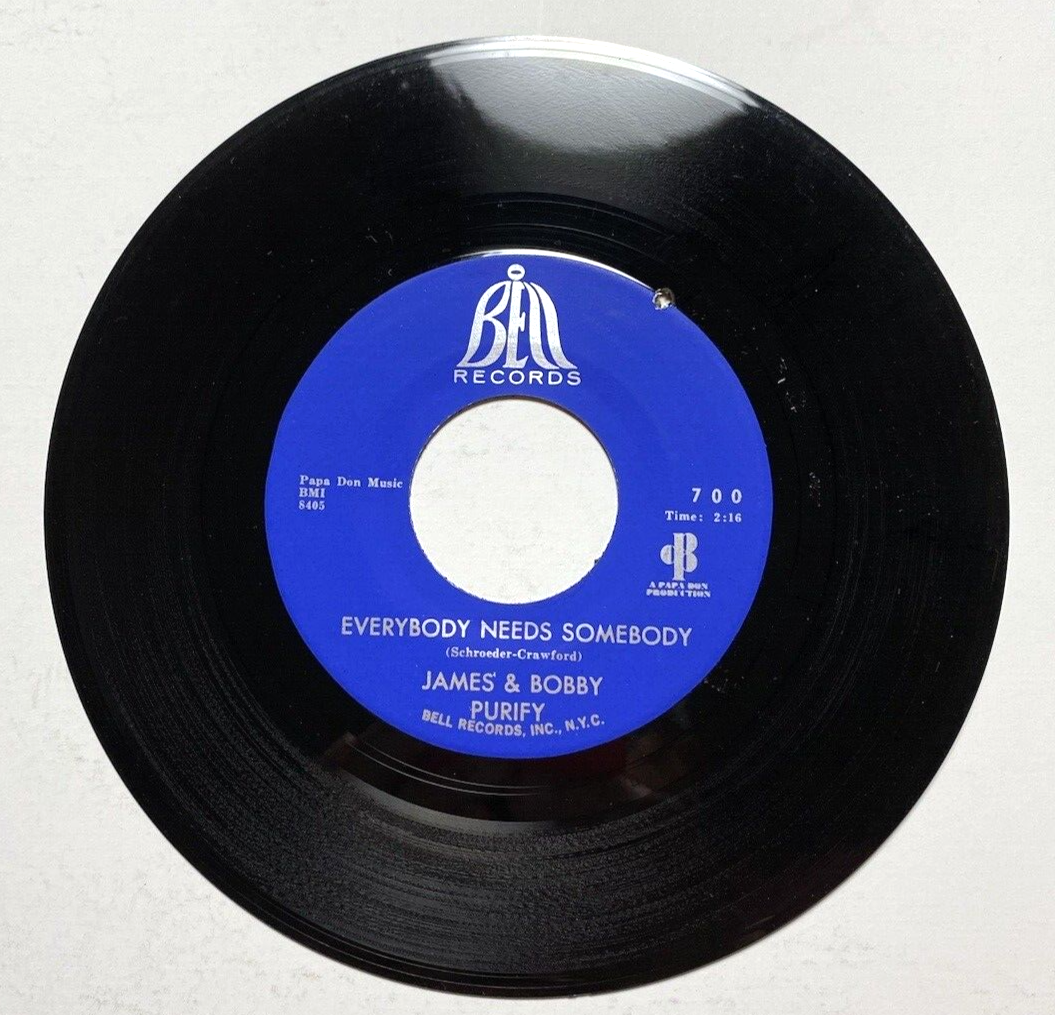 BELL
RECORDS
Papa Don Music
BMI
8405
700
Time: 2:16
A PAPA DON
PRODUCTION
EVERYBODY NEEDS SOMEBODY
(Schroeder-Crawford)
JAMES & BOBBY
PURIFY
BELL RECORDS, INC., N.Y.C.